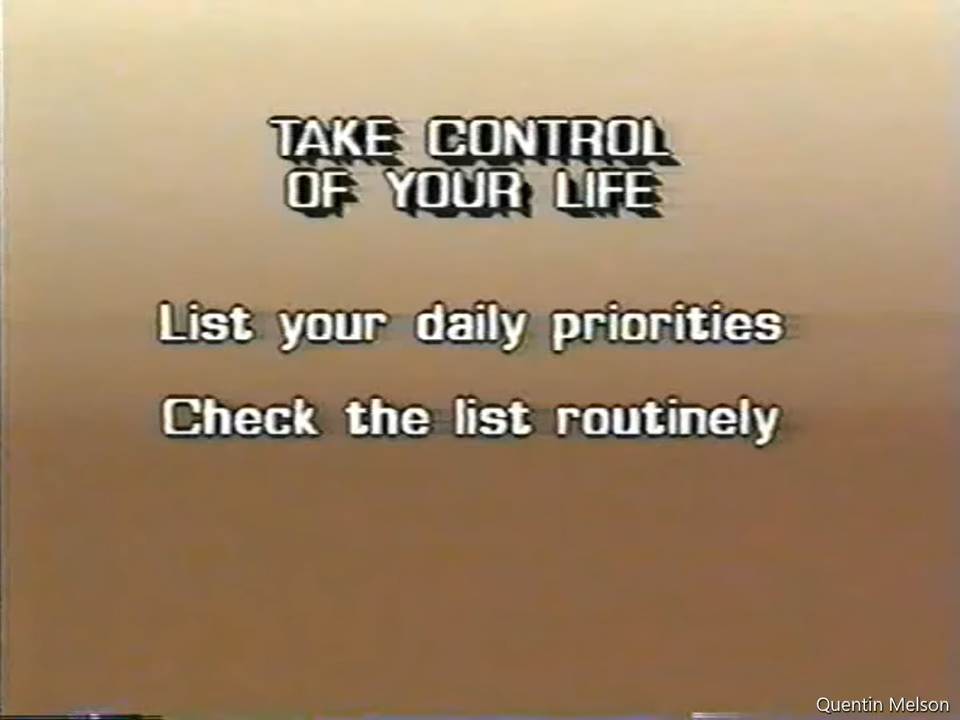 TAKE CONTROL
OF YOUR LIFE
List your daily priorities
Check the list routinely
Quentin Melson